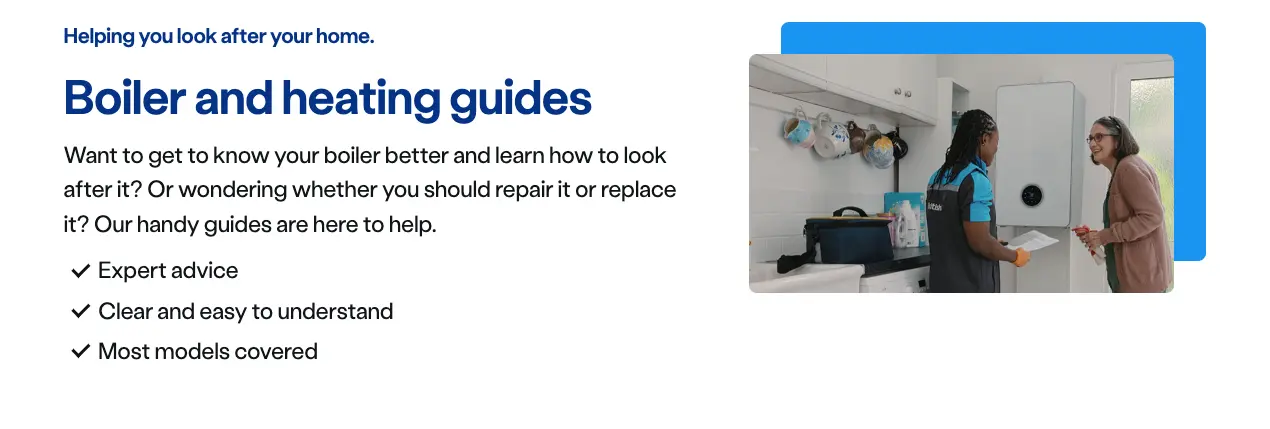 Helping you look after your home.
Boiler and heating guides
Want to get to know your boiler better and learn how to look
after it? Or wondering whether you should repair it or replace
it? Our handy guides are here to help.
Expert advice
Clear and easy to understand
Most models covered